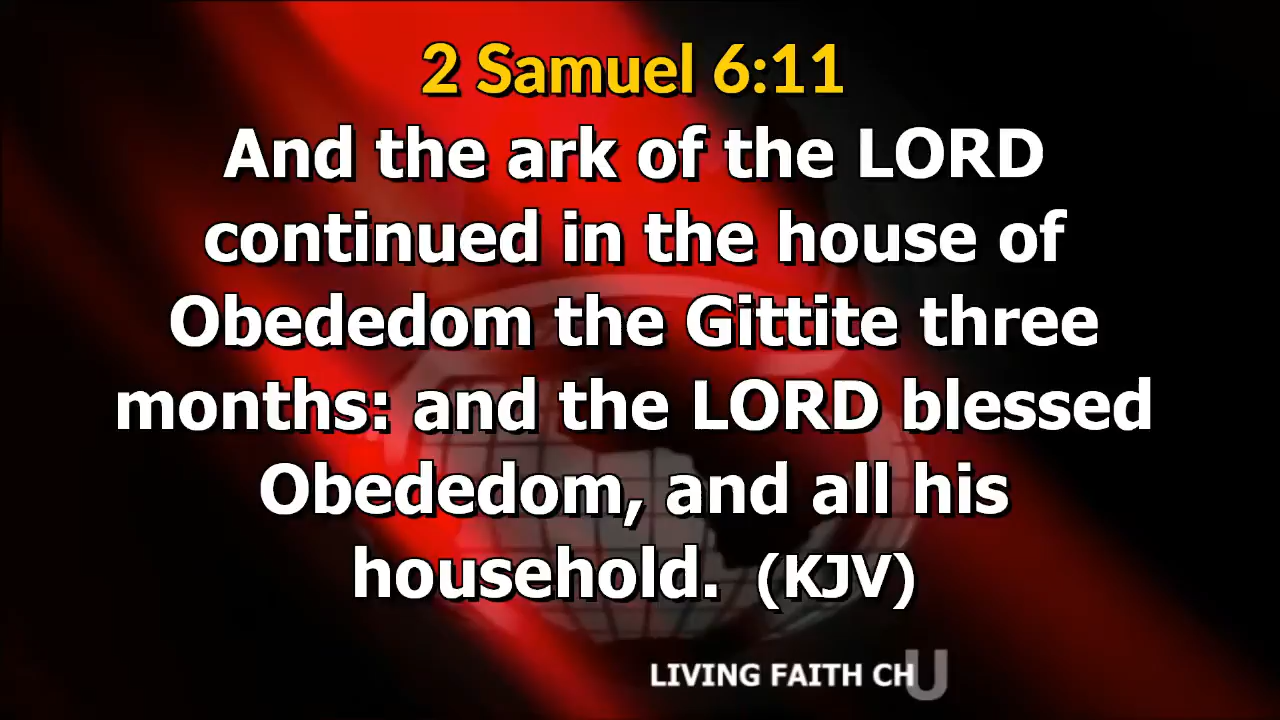 2 Samuel 6:11
And the ark of the LORD
continued in the house of
Obededom the Gittite three
months: and the LORD blessed
Obededom, and all his
household. (KJV)
LIVING FAITH CHU